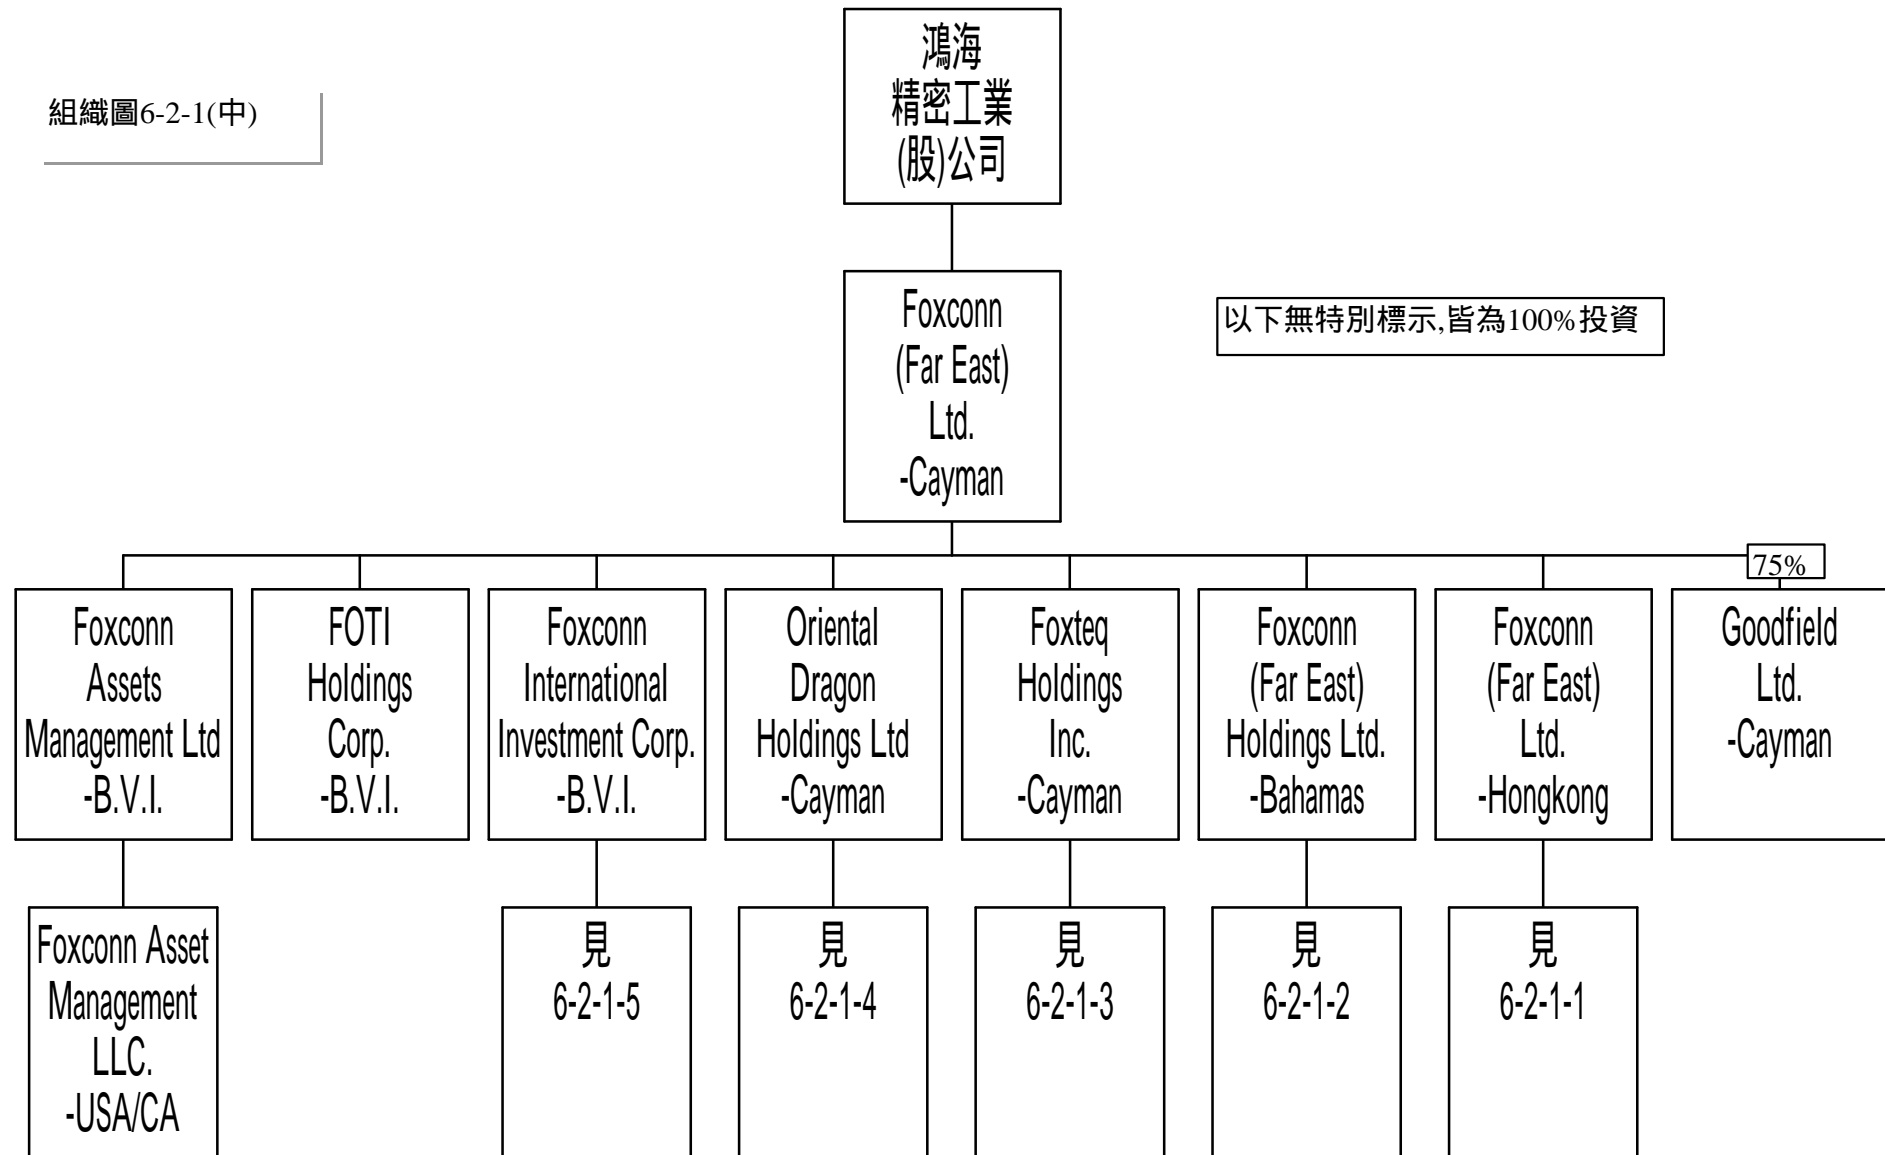 組織圖6-2-1(中)
鴻海
精密工業
(股)公司
Foxconn
(Far East)
Ltd.
-Cayman
以下無特別標示,皆為100%投資
75%
Foxconn
Assets
Management Ltd
-B.V.I.
FOTI
Holdings
Corp.
-B.V.I.
Foxconn
International
Investment Corp.
-B.V.I.
Oriental
Dragon
Holdings Ltd
-Cayman
Foxteq
Holdings
Inc.
-Cayman
Foxconn
(Far East)
Holdings Ltd.
-Bahamas
Foxconn
(Far East)
Ltd.
-Hongkong
Goodfield
Ltd.
-Cayman
Foxconn Asset
Management
LLC.
-USA/CA
見
6-2-1-5
見
6-2-1-4
見
6-2-1-3
見
6-2-1-2
見
6-2-1-1